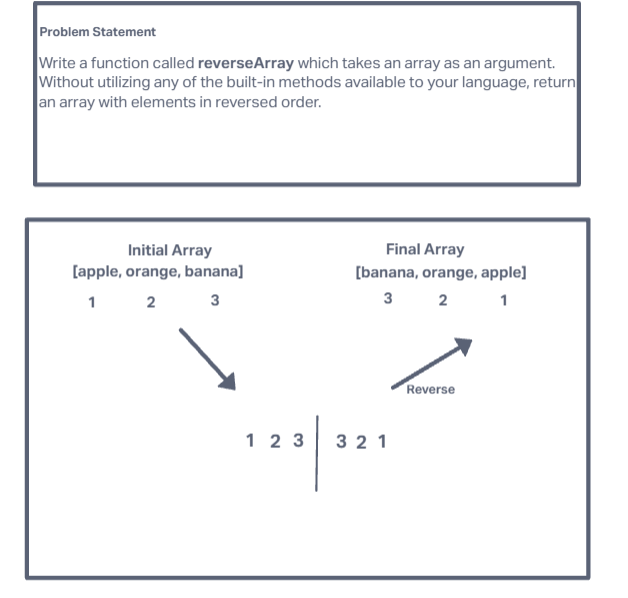 Problem Statement
Write a function called reverseArray which takes an array as an argument.
Without utilizing any of the built-in methods available to your language, return
an array with elements in reversed order.
Initial Array
[apple, orange, banana]
1 2 3
Final Array
[banana, orange, apple]
3 2 1
Reverse
1 2 3 3 2 1